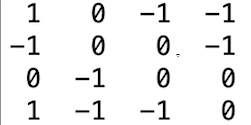 1 0 −1 −1
−1 0 0 −1
0 −1 0 0
1 −1 −1 0